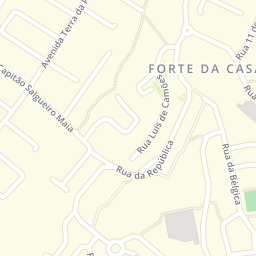 Avenida Terra da
Capitão Salgueiro Maia
FORTE DA CASA
Rua 11 de
Rua Luís de Camões
Rua da República
Rua da Bélgica